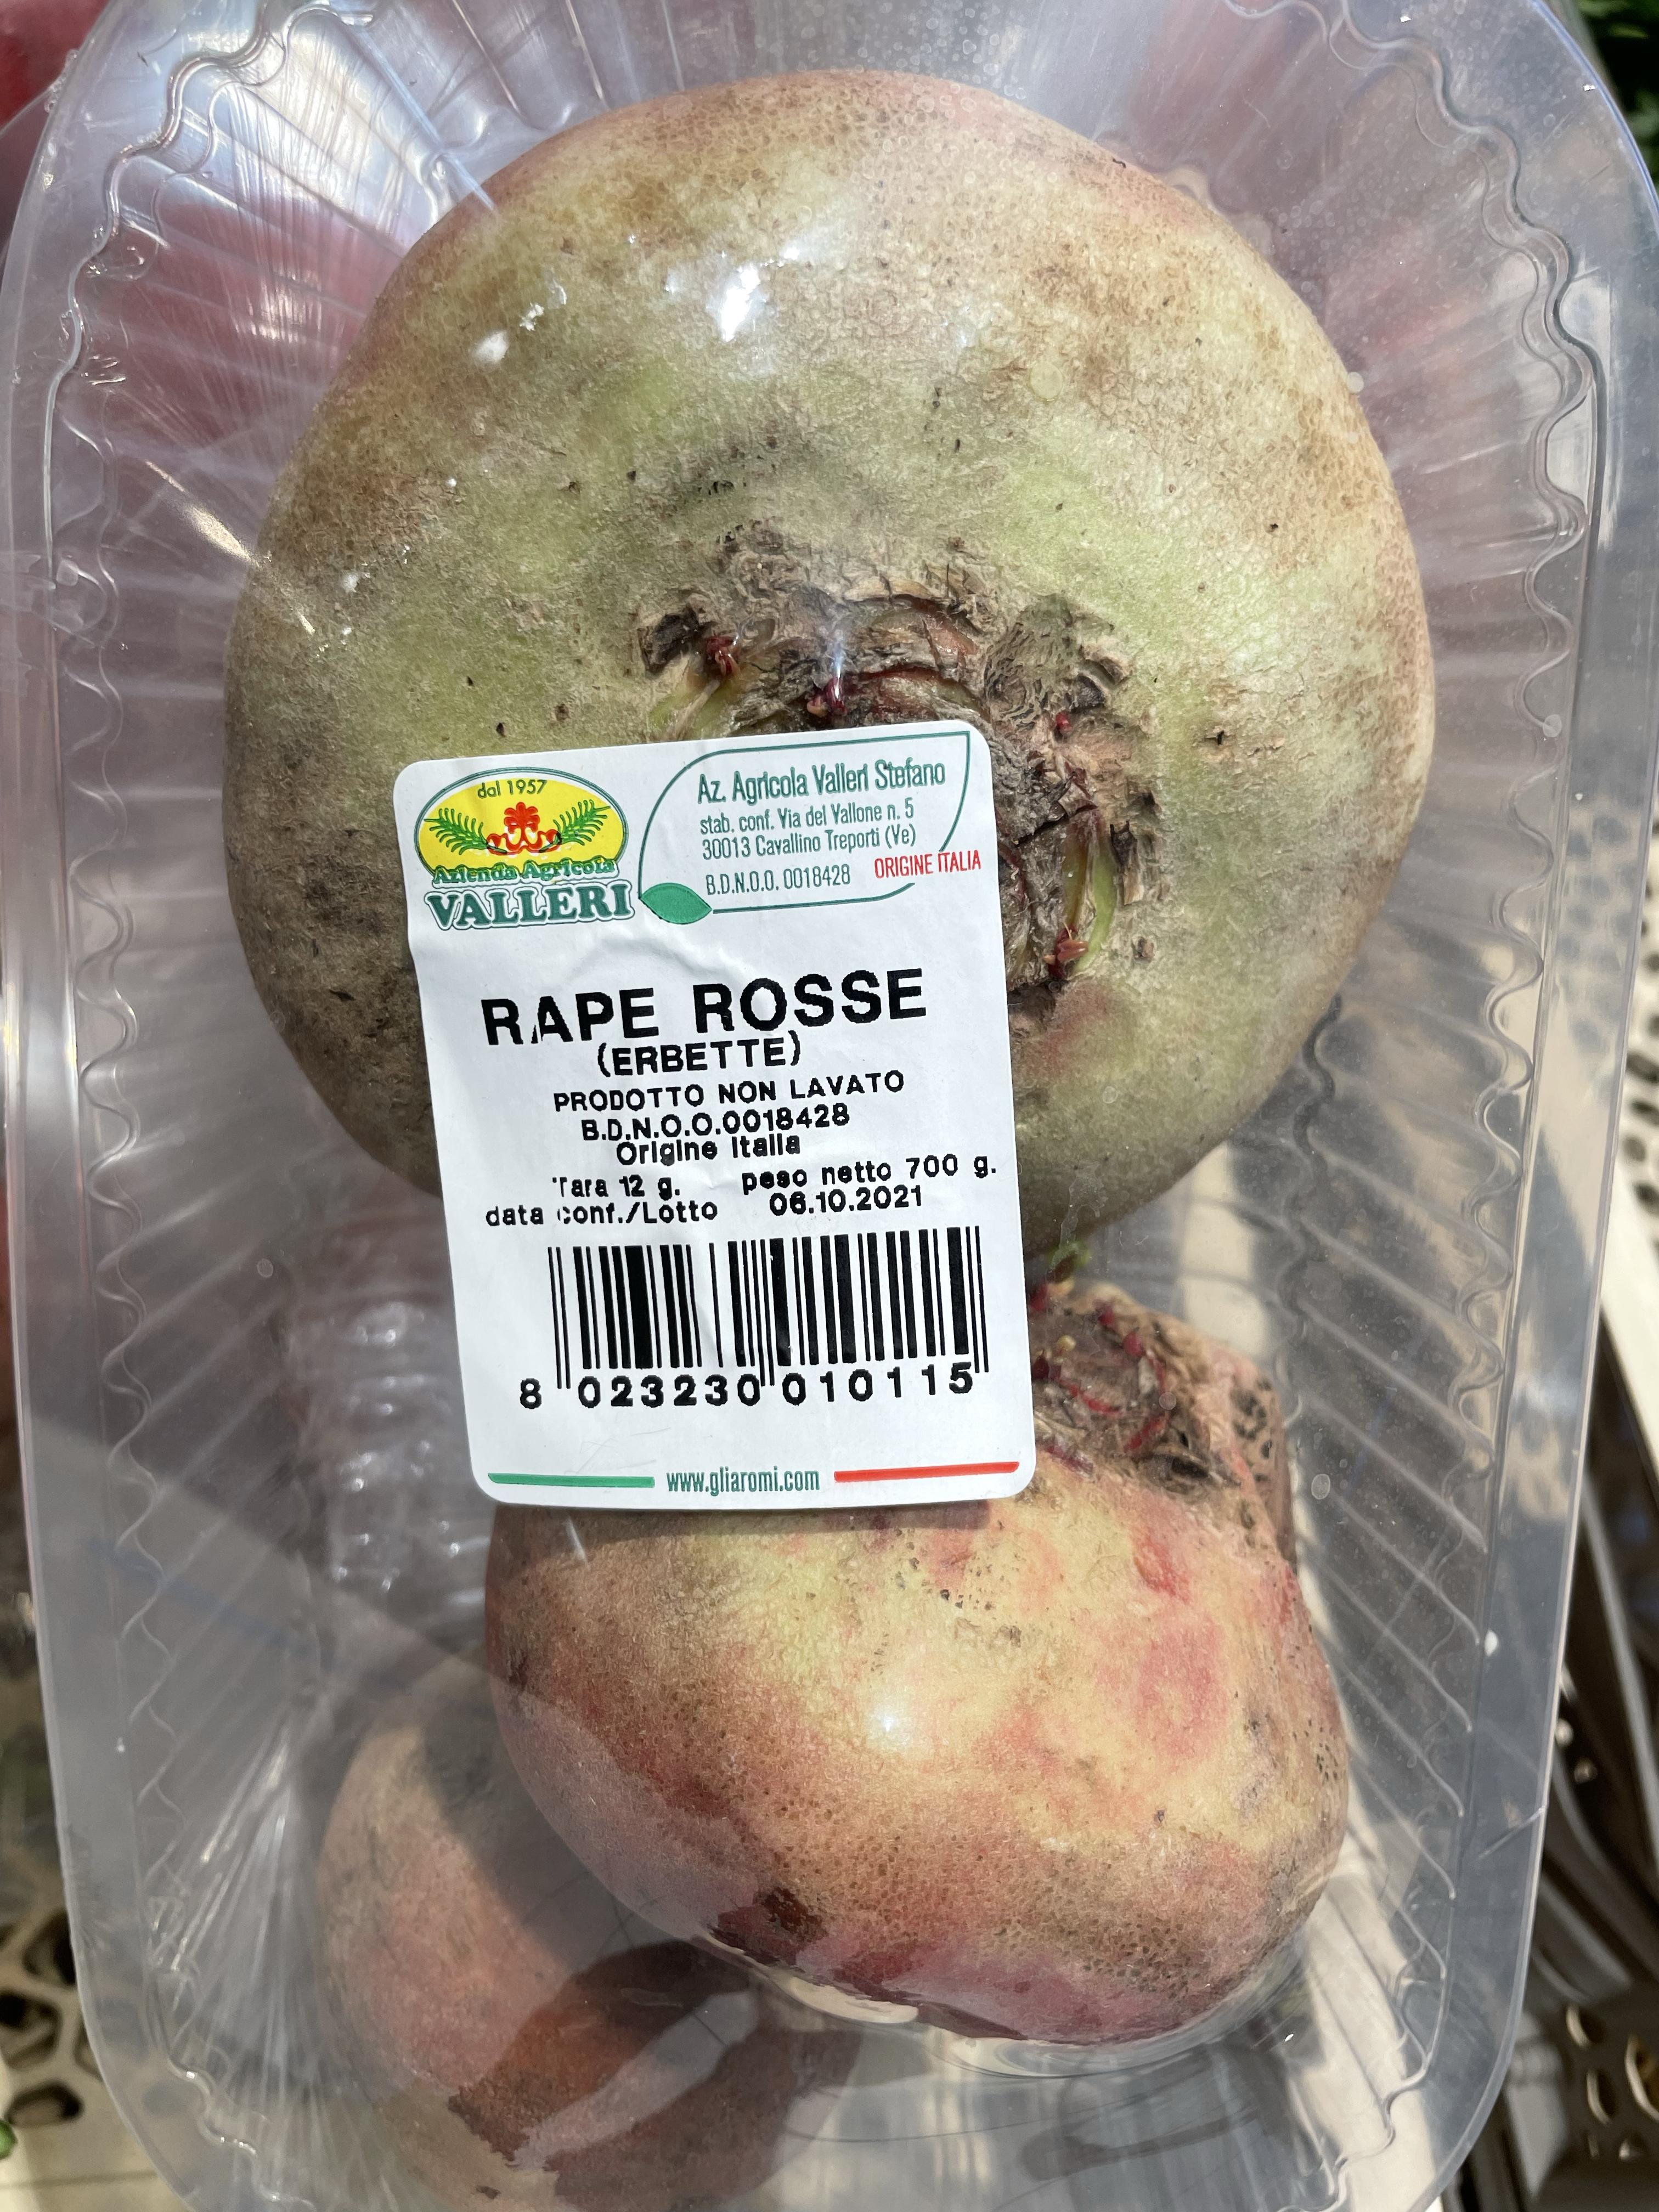 dal 1957
Azienda Agricola
VALLERI
Az. Agricola Valleri Stefano
stab. conf. Via del Vallone n. 5
30013 Cavallino Treporti (Ve)
B.D.N.O.O. 0018428 ORIGINE ITALIA
RAPE ROSSE
(ERBETTE)
PRODOTTO NON LAVATO
B.D.N.O.O.0018428
Origine Italia
Tara 12 g. peso netto 700 g.
data conf./Lotto 06.10.2021
8 023230 010115
www.gliaromi.com